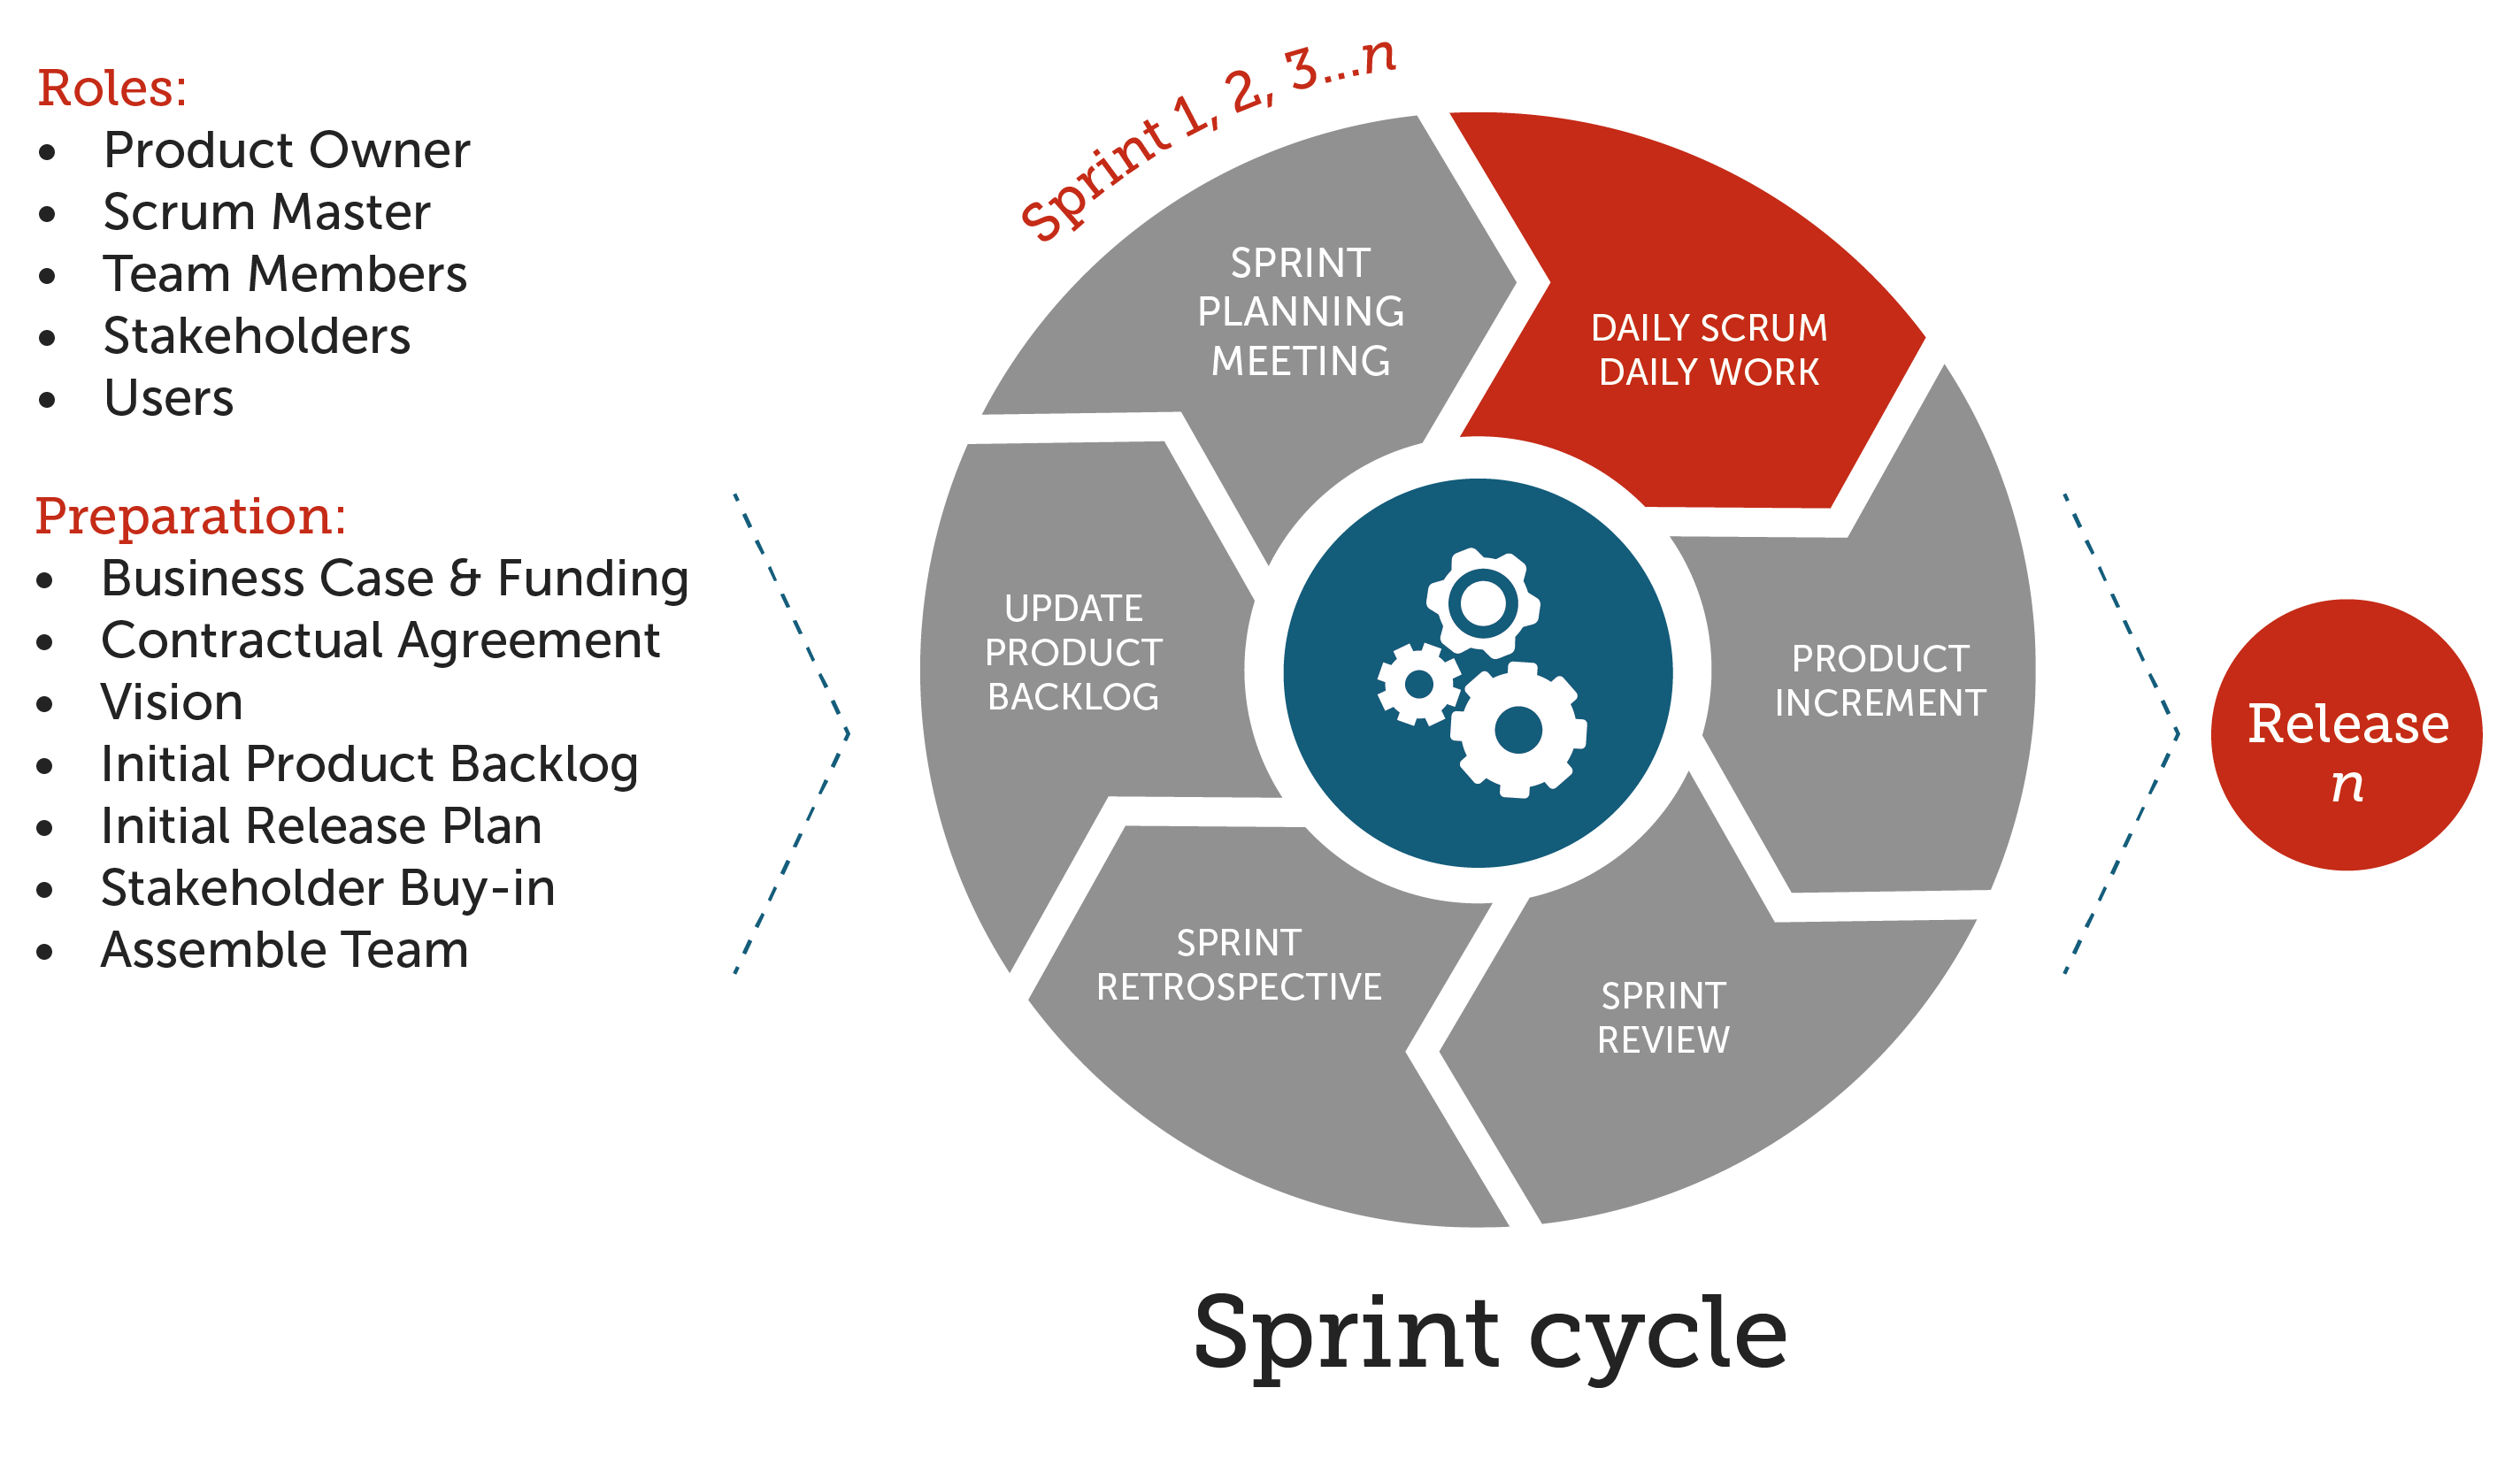 Roles:
• Product Owner
• Scrum Master
• Team Members
• Stakeholders
• Users
Preparation:
• Business Case & Funding
• Contractual Agreement
• Vision
• Initial Product Backlog
• Initial Release Plan
• Stakeholder Buy-in
• Assemble Team
Sprint 1, 2, 3...n
SPRINT
PLANNING
MEETING
DAILY SCRUM
DAILY WORK
PRODUCT
INCREMENT
SPRINT
REVIEW
SPRINT
RETROSPECTIVE
UPDATE
PRODUCT
BACKLOG
Release
n
Sprint cycle